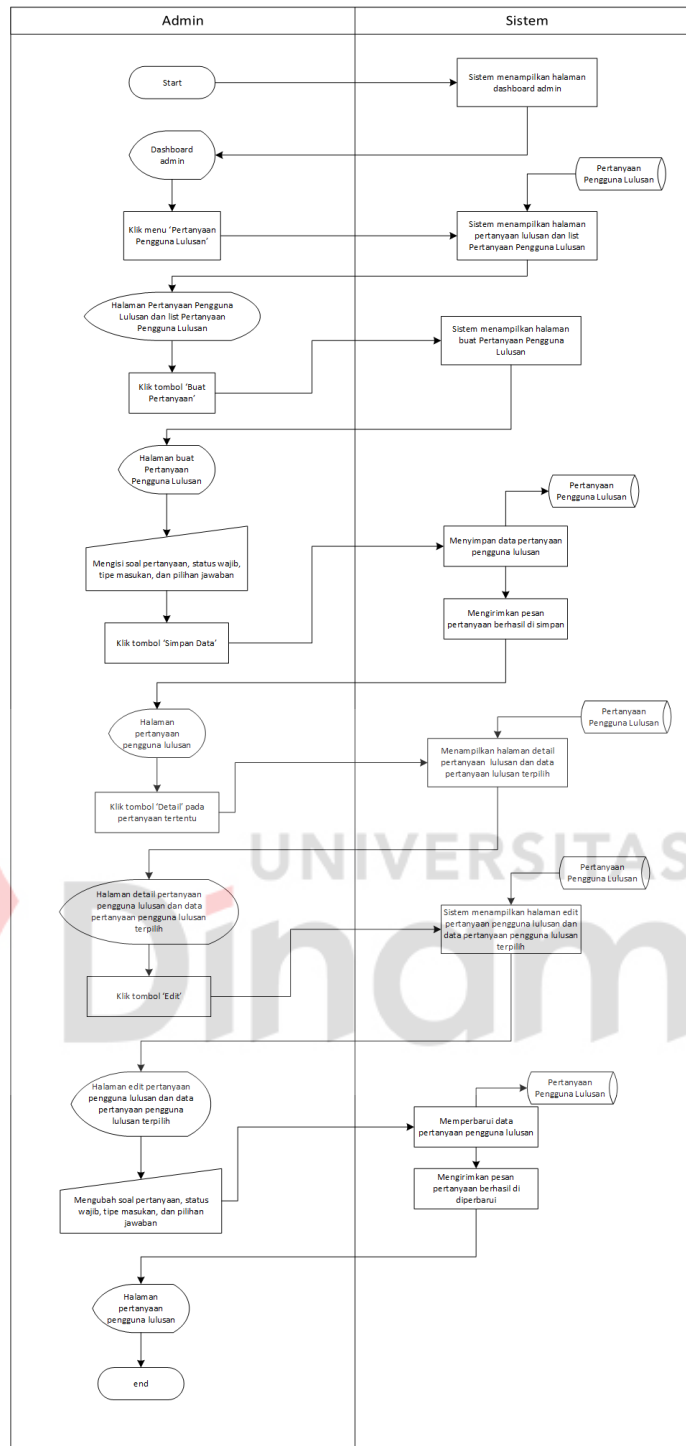 Admin
Sistem
Start
Sistem menampilkan halaman
dashboard admin
Dashboard
admin
Pertanyaan
Pengguna Lulusan
Klik menu 'Pertanyaan
Pengguna Lulusan'
Sistem menampilkan halaman
pertanyaan lulusan dan list
Pertanyaan Pengguna Lulusan
Halaman Pertanyaan Pengguna
Lulusan dan list Pertanyaan
Pengguna Lulusan
Sistem menampilkan halaman
buat Pertanyaan Pengguna
Lulusan
Klik tombol 'Buat
Pertanyaan'
Halaman buat
Pertanyaan
Pengguna Lulusan
Pertanyaan
Pengguna Lulusan
Mengisi soal pertanyaan, status wajib,
tipe masukan, dan pilihan jawaban
Menyimpan data pertanyaan
pengguna lulusan
Klik tombol 'Simpan Data'
Mengirimkan pesan
pertanyaan berhasil di simpan
Halaman
pertanyaan
pengguna lulusan
Pertanyaan
Pengguna Lulusan
Menampilkan halaman detail
pertanyaan lulusan dan data
pertanyaan lulusan terpilih
Klik tombol 'Detail' pada
pertanyaan tertentu
UNIVERSITAS
Dinam
Halaman detail pertanyaan
pengguna lulusan dan data
pertanyaan pengguna lulusan
terpilih
Pertanyaan
Pengguna Lulusan
Sistem menampilkan halaman edit
pertanyaan pengguna lulusan dan
data pertanyaan pengguna lulusan
terpilih
Klik tombol 'Edit'
Halaman edit pertanyaan
pengguna lulusan dan data
pertanyaan pengguna
lulusan terpilih
Pertanyaan
Pengguna Lulusan
Memperbarui data
pertanyaan pengguna lulusan
Mengubah soal pertanyaan, status
wajib, tipe masukan, dan pilihan
jawaban
Mengirimkan pesan
pertanyaan berhasil di
diperbarui
Halaman
pertanyaan
pengguna lulusan
end